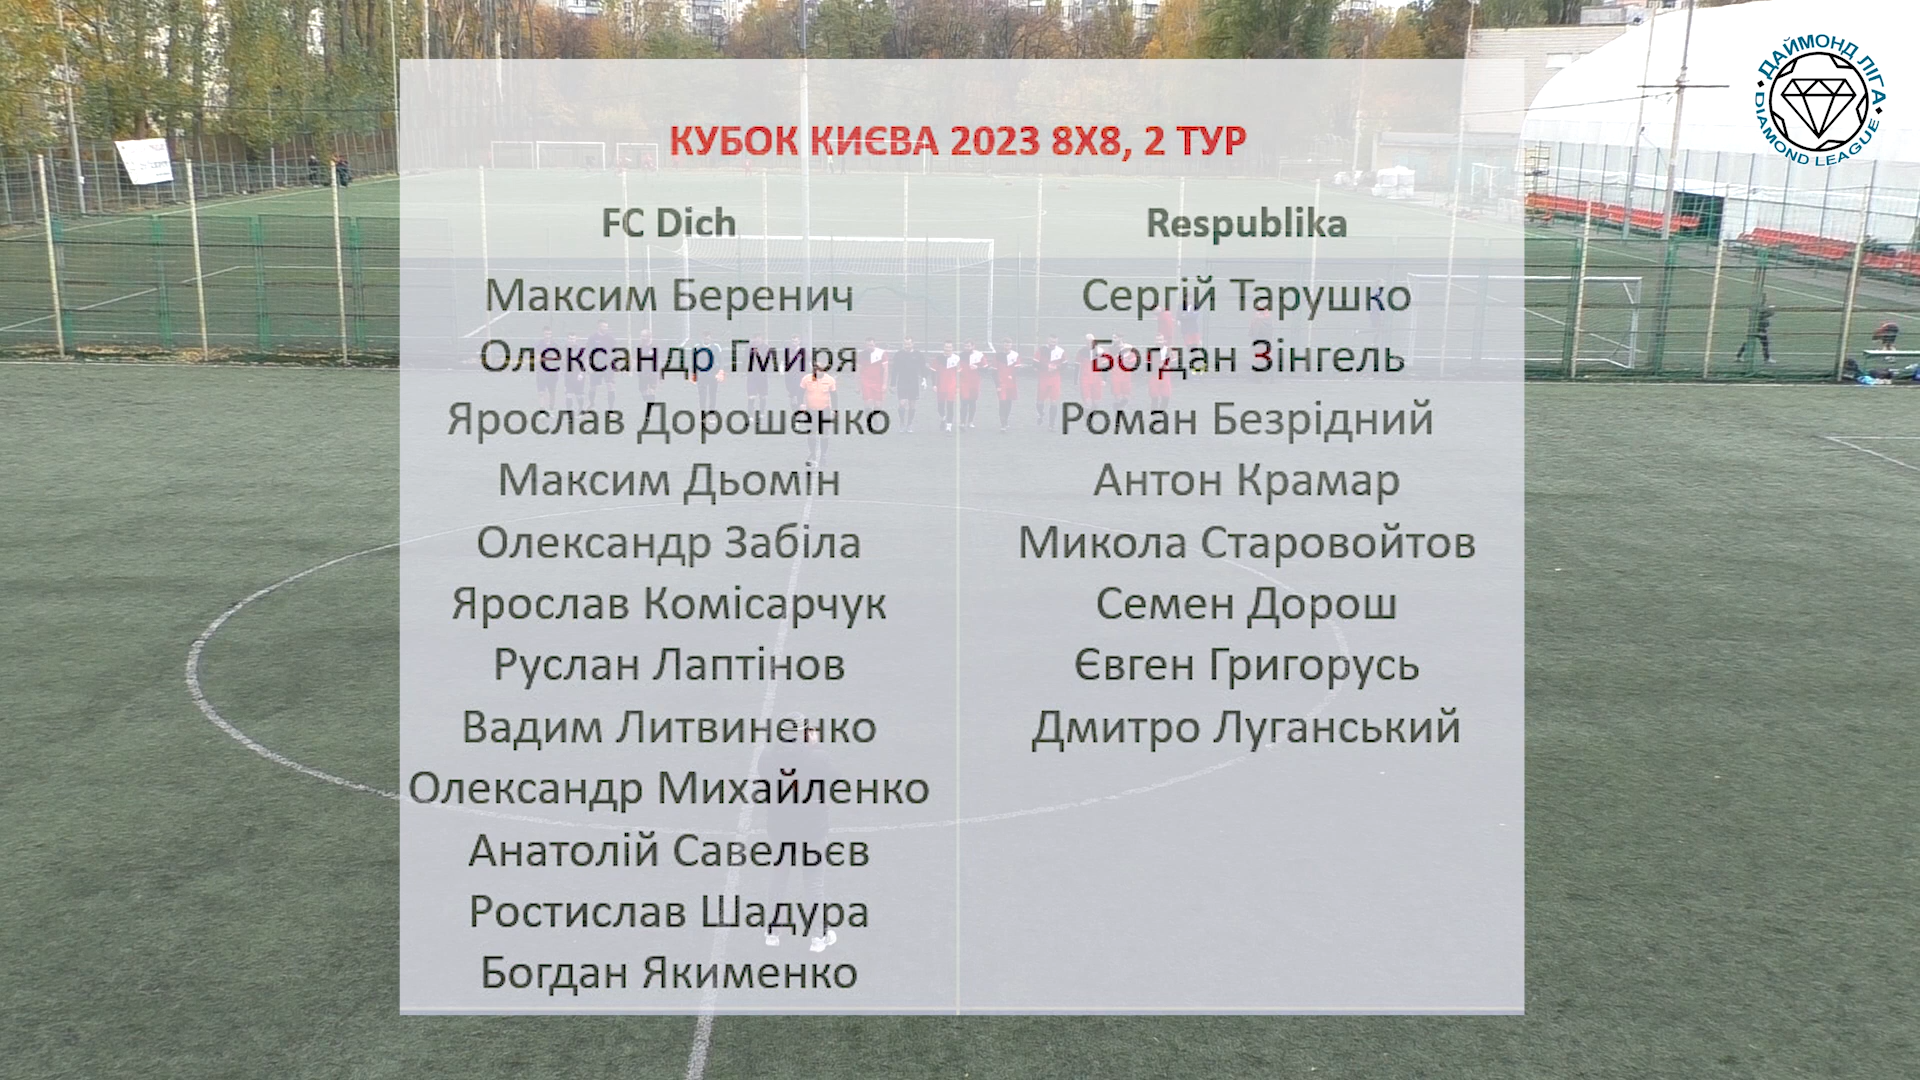 КУБОК КИЄВА 2023 8Х8, 2 ТУР
FC Dich
Respublika
Максим Беренич
Сергій Тарушко
Олександр Гмиря
Богдан Зінгель
Ярослав Дорошенко
Роман Безрідний
Максим Дьомін
Антон Крамар
Олександр Забіла
Микола Старовойтов
Ярослав Комісарчук
Семен Дорош
Руслан Лаптінов
Євген Григорусь
Вадим Литвиненко
Дмитро Луганський
Олександр Михайленко
Анатолій Савельєв
Ростислав Шадура
Богдан Якименко
ДАЙМОНД ЛІГА
DIAMOND LEAGUE